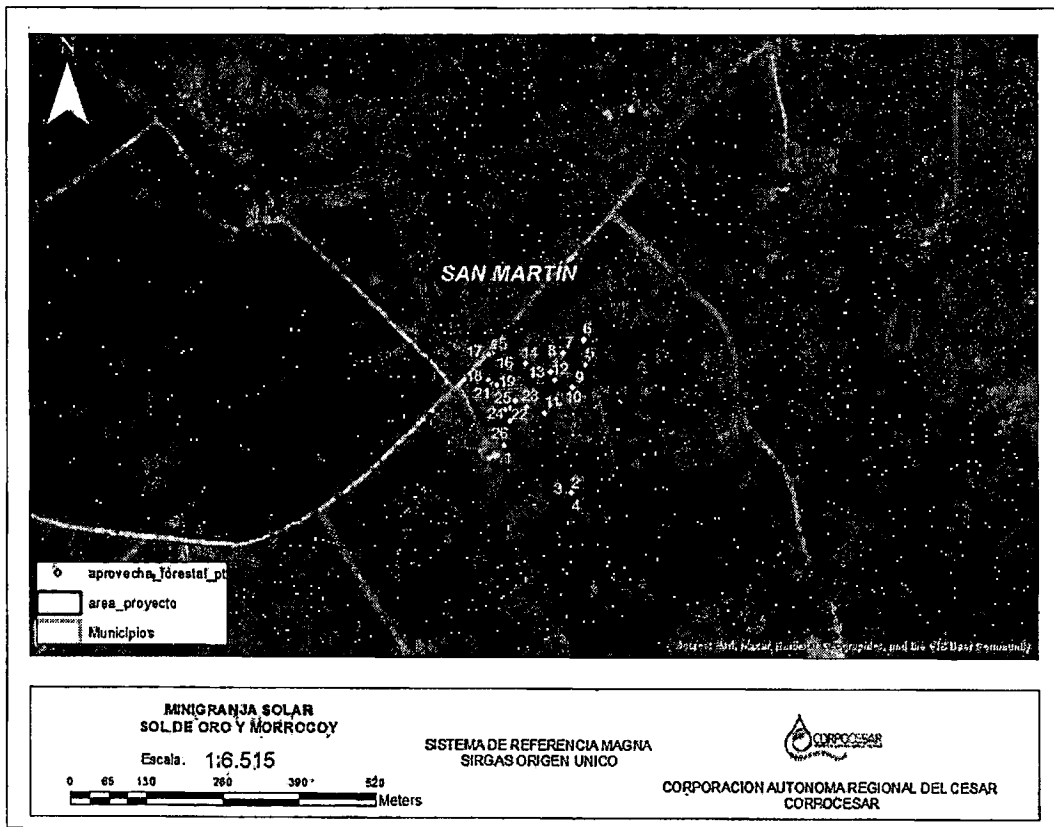 N
SAN MARTÍN
6
17
5
7
16
14
8
5
13
12
18
19
9
21
25
23
10
11
24
22
26
1
2
3
4
aprovecha_forestal_pt
area_proyecto
Municipios
MINIGRANJA SOLAR
SOL DE ORO Y MORROCOY
Escala: 1:6.515
0 65 130 260 390 520
Meters
SISTEMA DE REFERENCIA MAGNA
SIRGAS ORIGEN UNICO
CORPOCESAR
CORPORACION AUTONOMA REGIONAL DEL CESAR
CORPOCESAR